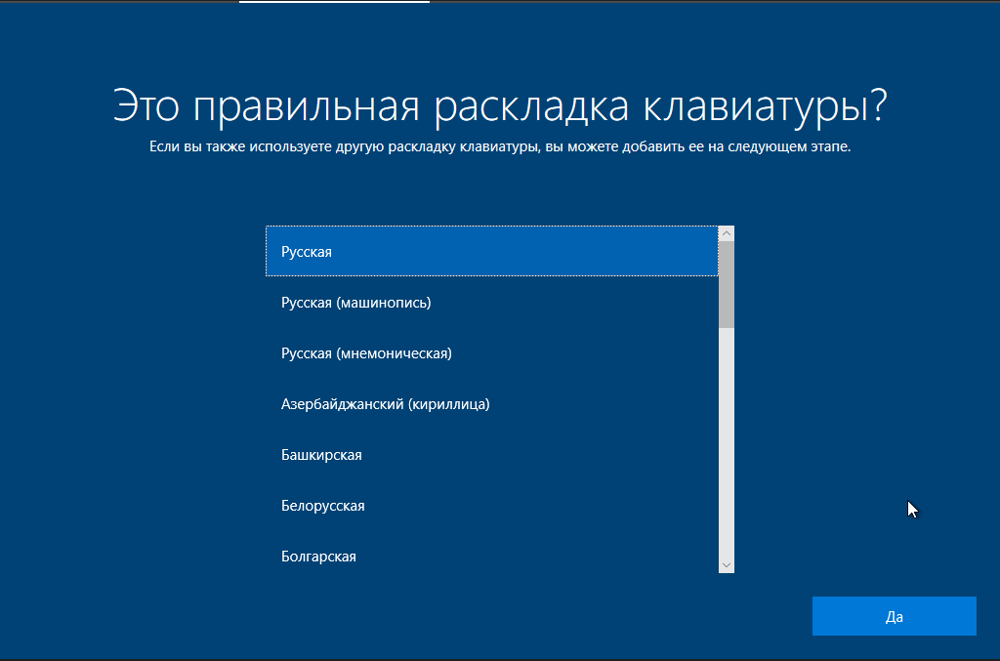 Это правильная раскладка клавиатуры?
Если вы также используете другую раскладку клавиатуры, вы можете добавить ее на следующем этапе.
Русская
Русская (машинопись)
Русская (мнемоническая)
Азербайджанский (кириллица)
Башкирская
Белорусская
Болгарская
Да